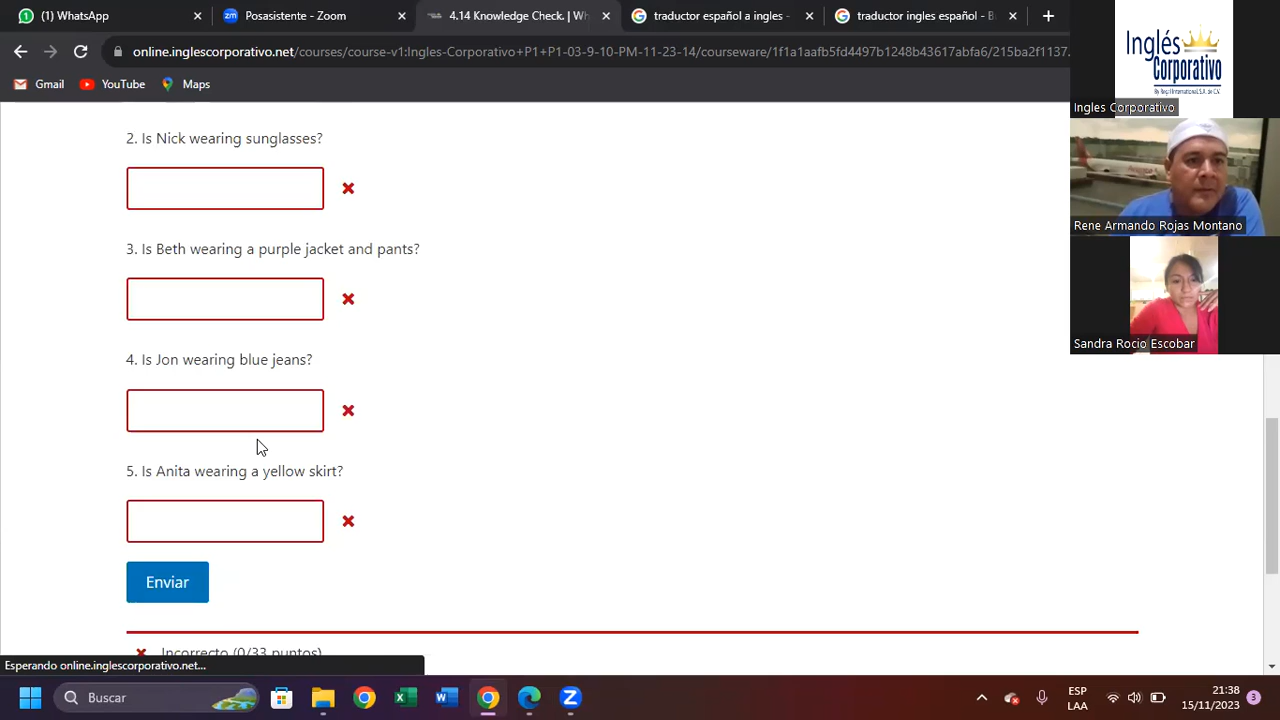 (1) WhatsApp
Posasistente - Zoom
4.14 Knowledge Check. | Wh
traductor español a ingles -
traductor ingles español - Bu
online.inglescorporativo.net/courses/course-v1:Ingles-Corporativo+P1+P1-03-9-10-PM-11-23-14/courseware/1f1a1aafb5fd4497b123bd4367abfa6/215ba2f1137.
Gmail
YouTube
Maps
Inglés
Corporativo
Ingles Corporativo
Rene Armando Rojas Montano
Sandra Rocio Escobar
2. Is Nick wearing sunglasses?
3. Is Beth wearing a purple jacket and pants?
4. Is Jon wearing blue jeans?
5. Is Anita wearing a yellow skirt?
Enviar
Incorrecto (0/33 puntos)
Esperando online.inglescorporativo.net...
Buscar
ESP
LAA
21:38
15/11/2023
3